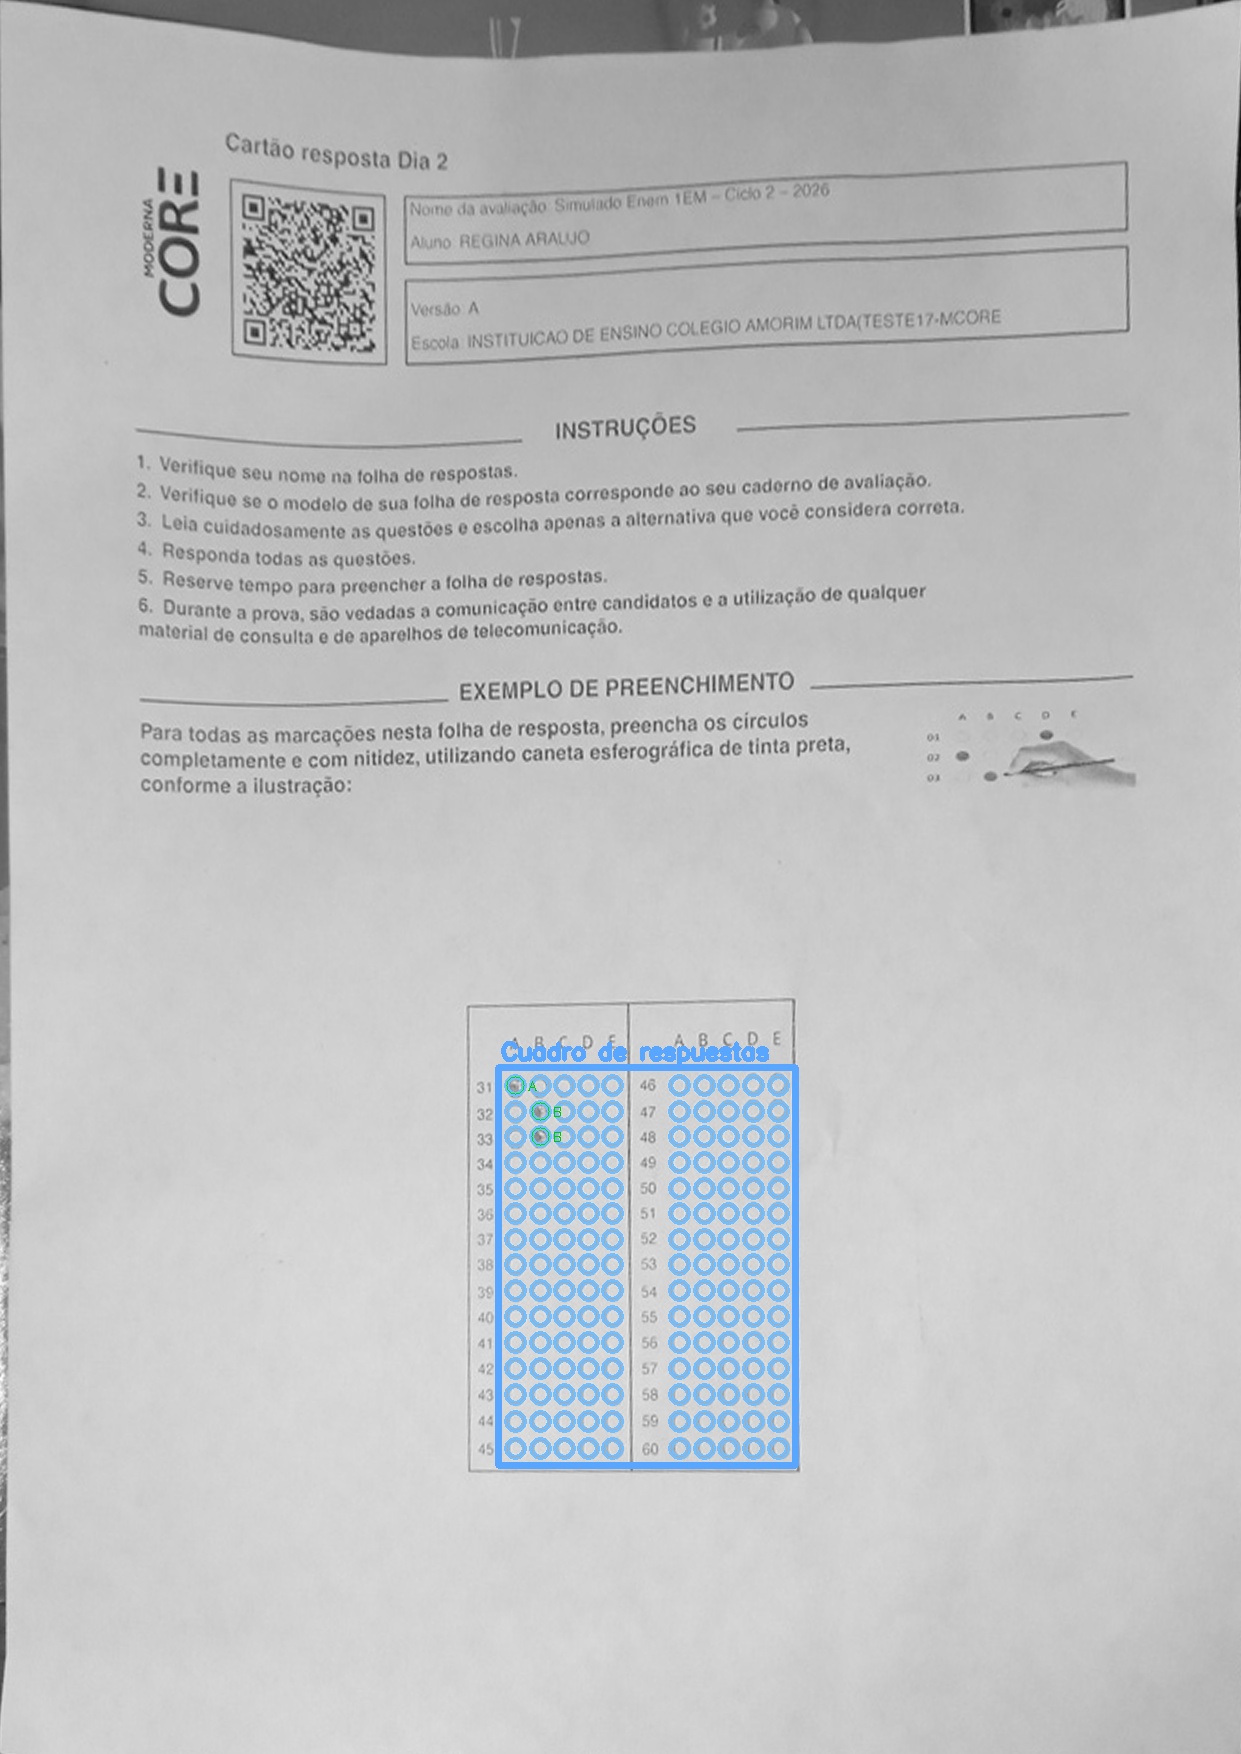 Cartão resposta Dia 2
MODERNA
CORE
Nome da avaliação: Simulado Enem 1EM – Ciclo 2 – 2026
Aluno: REGINA ARAUJO
Versão: A
Escola: INSTITUICAO DE ENSINO COLEGIO AMORIM LTDA(TESTE17-MCORE
INSTRUÇÕES
1. Verifique seu nome na folha de respostas.
2. Verifique se o modelo de sua folha de resposta corresponde ao seu caderno de avaliação.
3. Leia cuidadosamente as questões e escolha apenas a alternativa que você considera correta.
4. Responda todas as questões.
5. Reserve tempo para preencher a folha de respostas.
6. Durante a prova, são vedadas a comunicação entre candidatos e a utilização de qualquer
material de consulta e de aparelhos de telecomunicação.
EXEMPLO DE PREENCHIMENTO
Para todas as marcações nesta folha de resposta, preencha os círculos
completamente e com nitidez, utilizando caneta esferográfica de tinta preta,
conforme a ilustração:
A B C D E
01
02
03
A B C D E A B C D E
Cuadro de respuestas
31 A 46
32 B 47
33 B 48
34 49
35 50
36 51
37 52
38 53
39 54
40 55
41 56
42 57
43 58
44 59
45 60